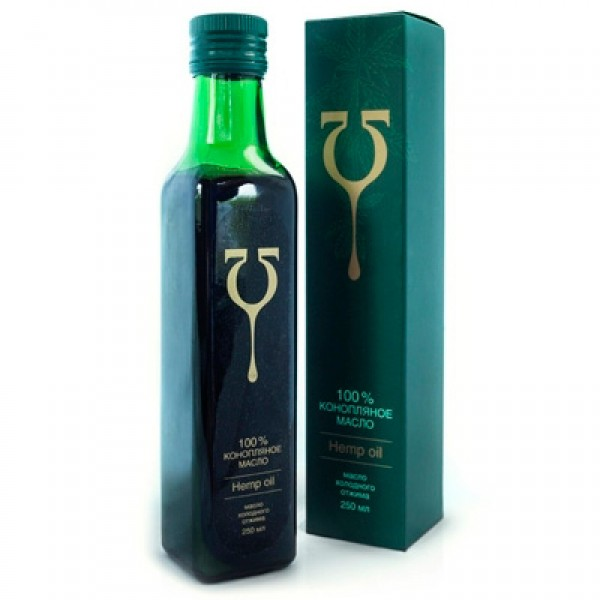 100%
КОНОПЛЯНОЕ
МАСЛО
Hemp oil
масло
холодного
отжима
250 мл
100%
КОНОПЛЯНОЕ
МАСЛО
Hemp oil
масло
холодного
отжима
250 мл